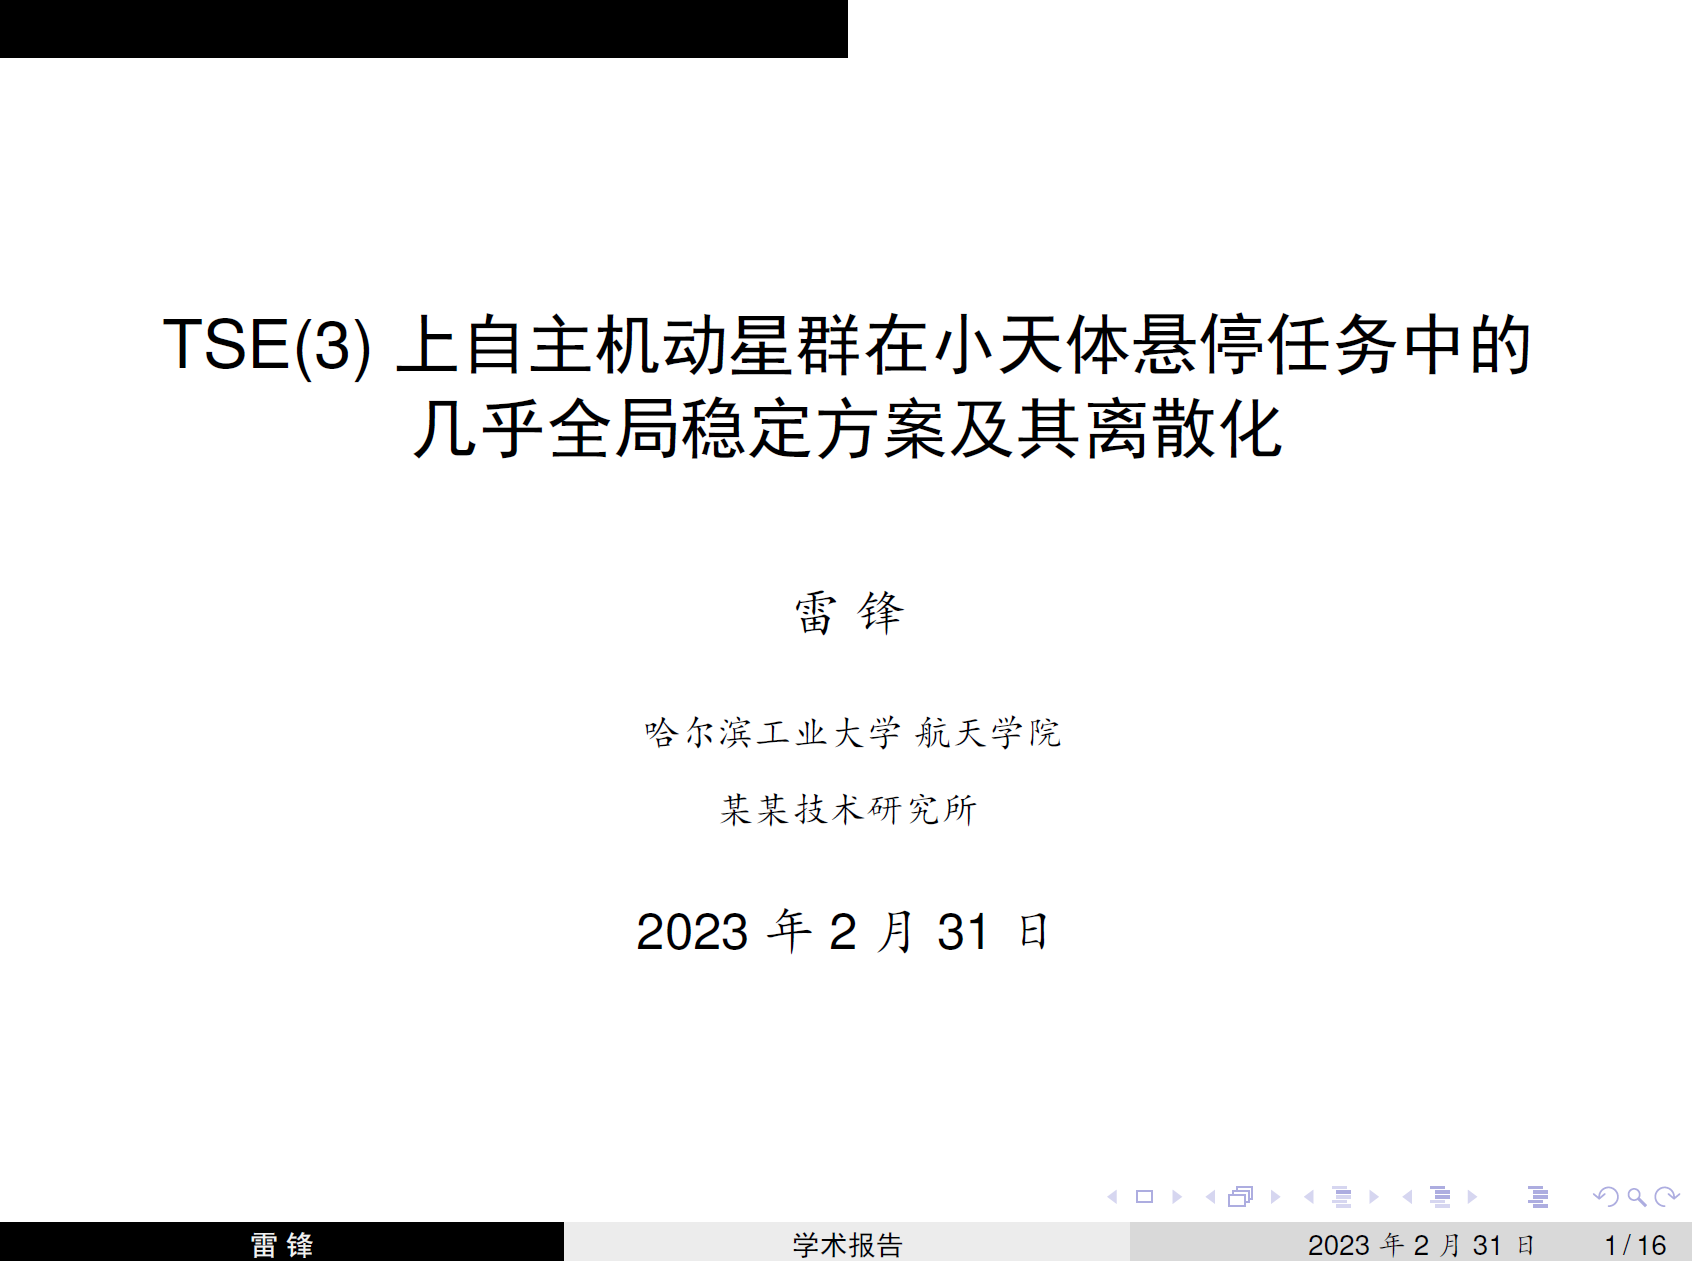 TSE(3) 上自主机动星群在小天体悬停任务中的
几乎全局稳定方案及其离散化
雷 锋
哈尔滨工业大学 航天学院
某某技术研究所
2023 年 2 月 31 日
雷 锋 学术报告 2023 年 2 月 31 日 1 / 16